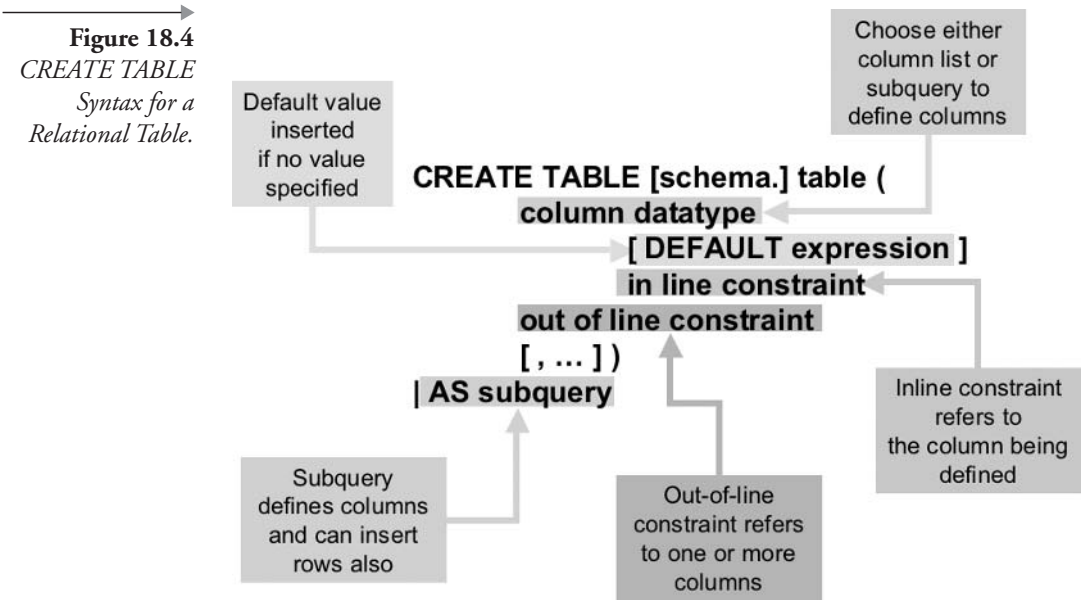 Figure 18.4
CREATE TABLE
Syntax for a
Relational Table.
Default value
inserted
if no value
specified
Choose either
column list or
subquery to
define columns
CREATE TABLE [schema.] table (
column datatype
[ DEFAULT expression ]
in line constraint
out of line constraint
[ , ... ] )
| AS subquery
Inline constraint
refers to
the column being
defined
Subquery
defines columns
and can insert
rows also
Out-of-line
constraint refers
to one or more
columns